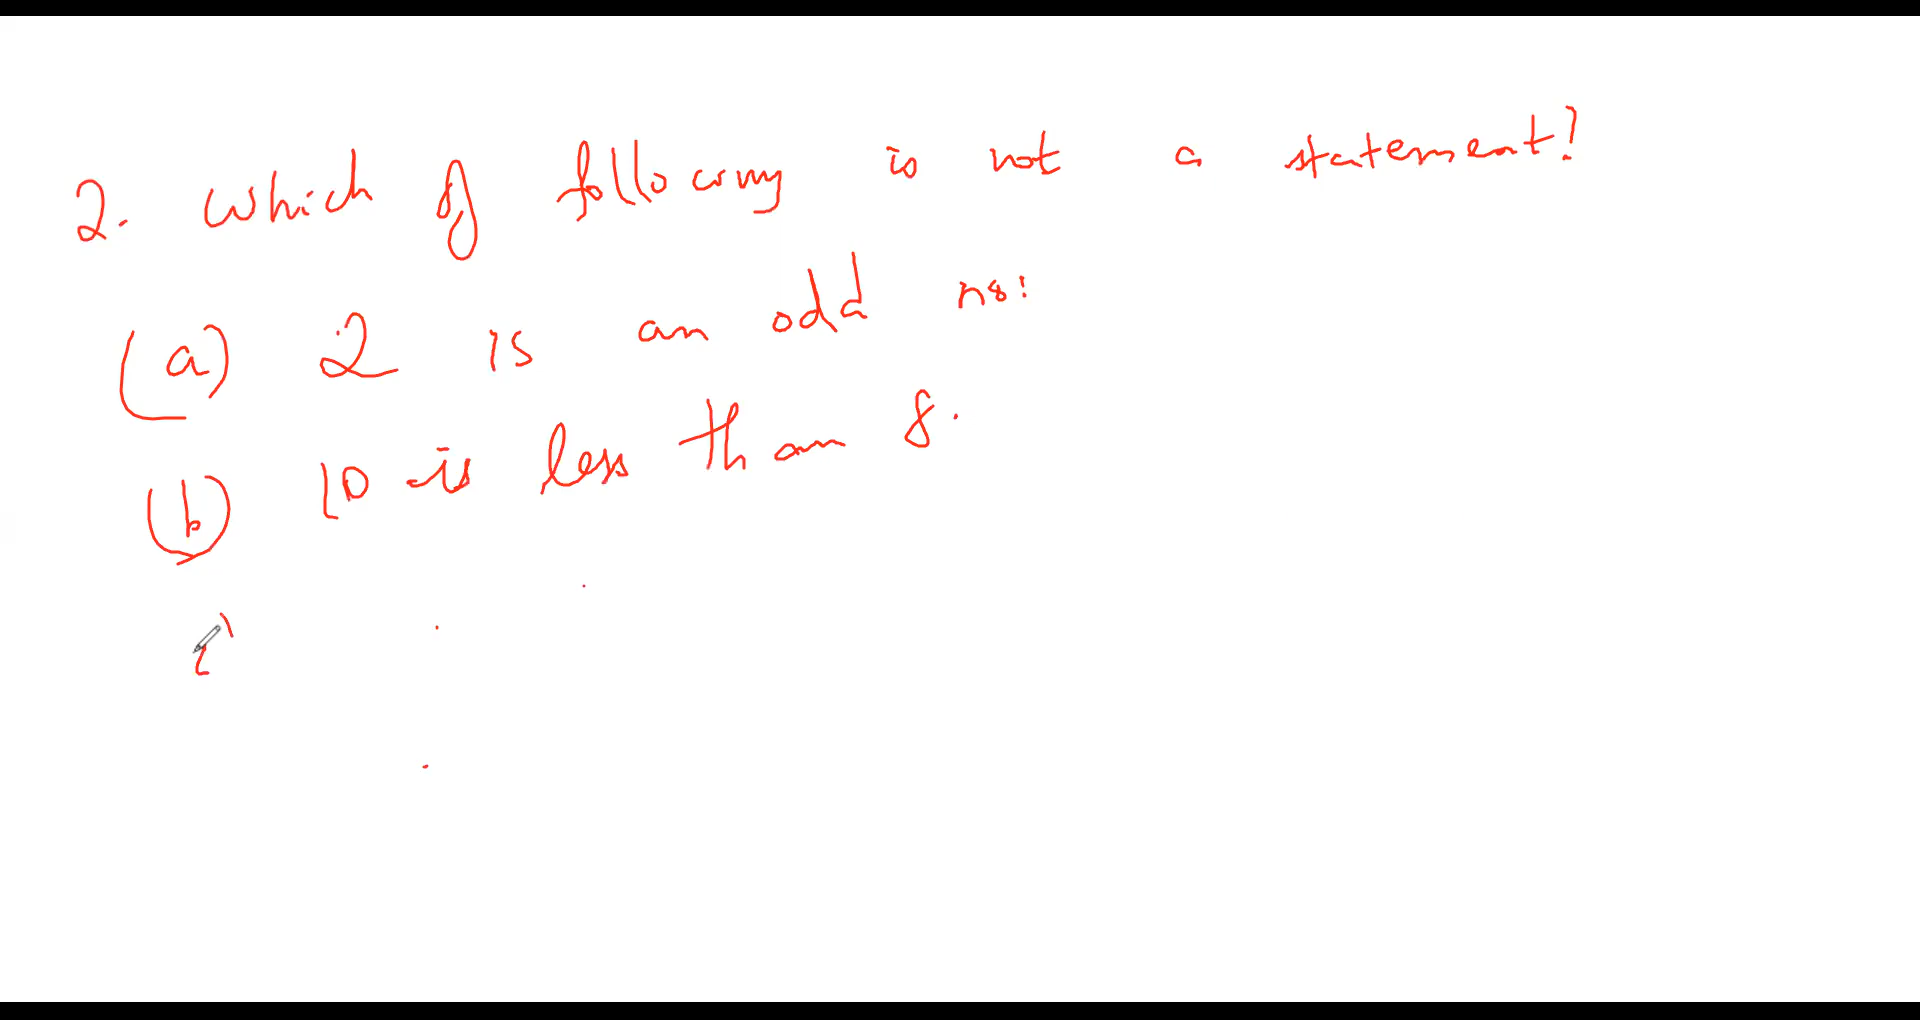 2. Which of following is not a statement?
(a) 2 is an odd no.
(b) 10 is less than 8.
(